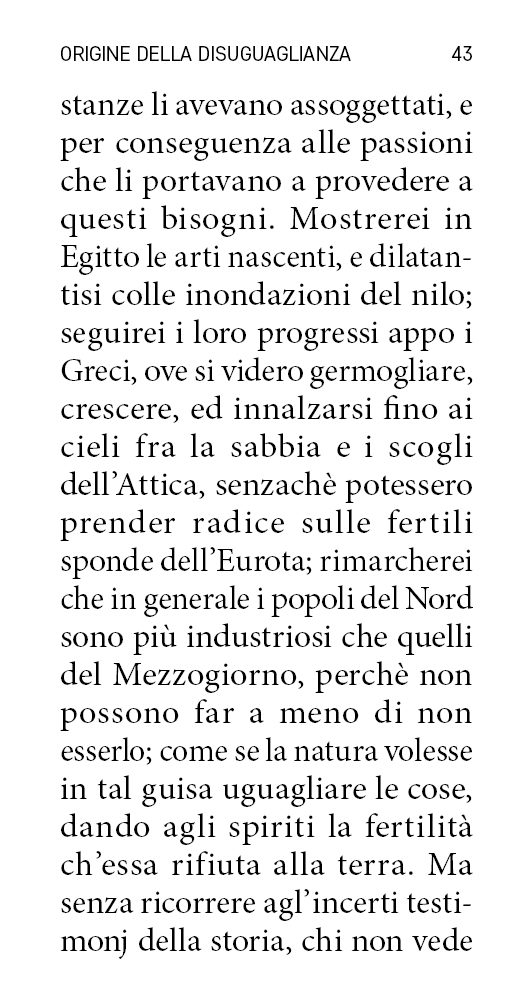 ORIGINE DELLA DISUGUAGLIANZA 43
stanze li avevano assoggettati, e
per conseguenza alle passioni
che li portavano a provedere a
questi bisogni. Mostrerei in
Egitto le arti nascenti, e dilatan-
tisi colle inondazioni del nilo;
seguirei i loro progressi appo i
Greci, ove si videro germogliare,
crescere, ed innalzarsi fino ai
cieli fra la sabbia e i scogli
dell’Attica, senzachè potessero
prender radice sulle fertili
sponde dell’Eurota; rimarcherei
che in generale i popoli del Nord
sono più industriosi che quelli
del Mezzogiorno, perchè non
possono far a meno di non
esserlo; come se la natura volesse
in tal guisa uguagliare le cose,
dando agli spiriti la fertilità
ch’essa rifiuta alla terra. Ma
senza ricorrere agl’incerti testi-
monj della storia, chi non vede